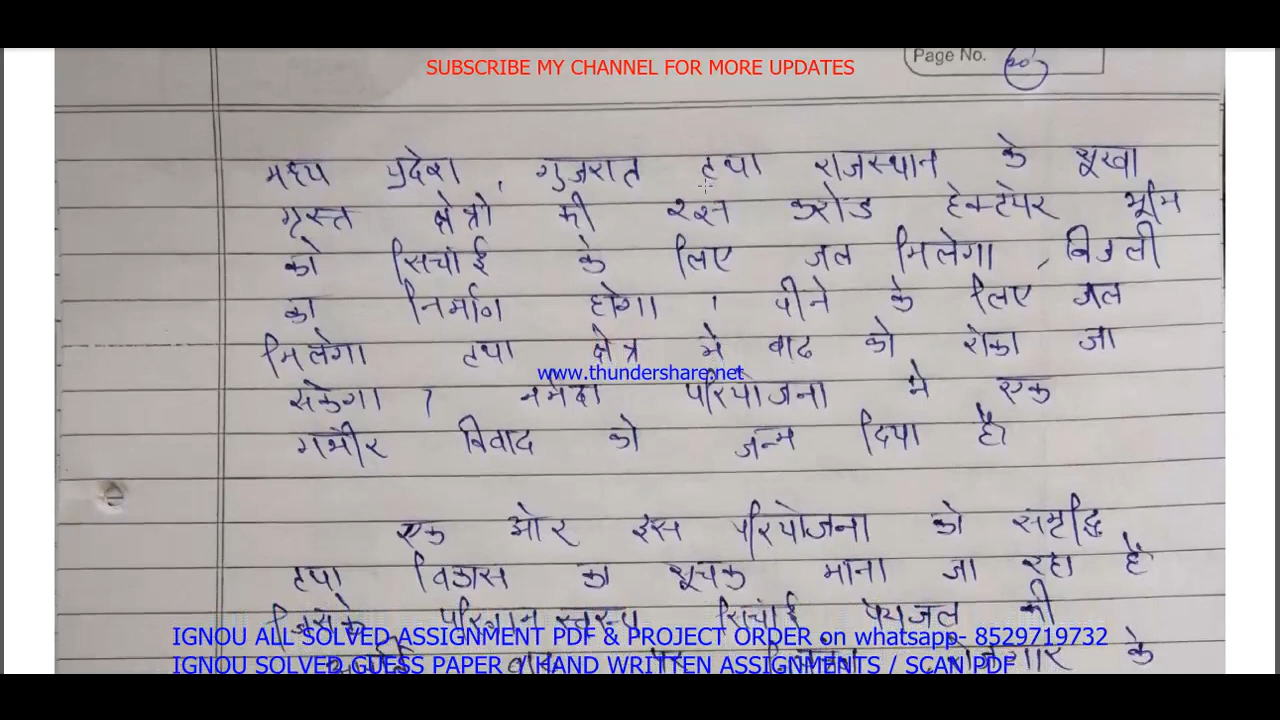 Page No.
SUBSCRIBE MY CHANNEL FOR MORE UPDATES
मध्य प्रदेश , गुजरात तथा राजस्थान के सूखा
गृस्त क्षेत्रो की करोड हेक्टेयर भूमि
को सिचाई के लिए जल मिलेगा , बिजली
का निर्माण होगा । पीने के लिए जल
मिलेगा तथा क्षेत्र मे बाढ को रोका जा
www.thundershare.net
सकेगा । नर्मदा परियोजना ने एक
गंभीर विवाद को जन्म दिया है।
एक ओर इस परियोजना को समृद्धि
तथा विकास का सूचक माना जा रहा है
जिसके परिणाम स्वरूप सिचांई पेयजल की
IGNOU ALL SOLVED ASSIGNMENT PDF & PROJECT ORDER on whatsapp- 8529719732
के
IGNOU SOLVED GUESS PAPER / HAND WRITTEN ASSIGNMENTS / SCAN PDF